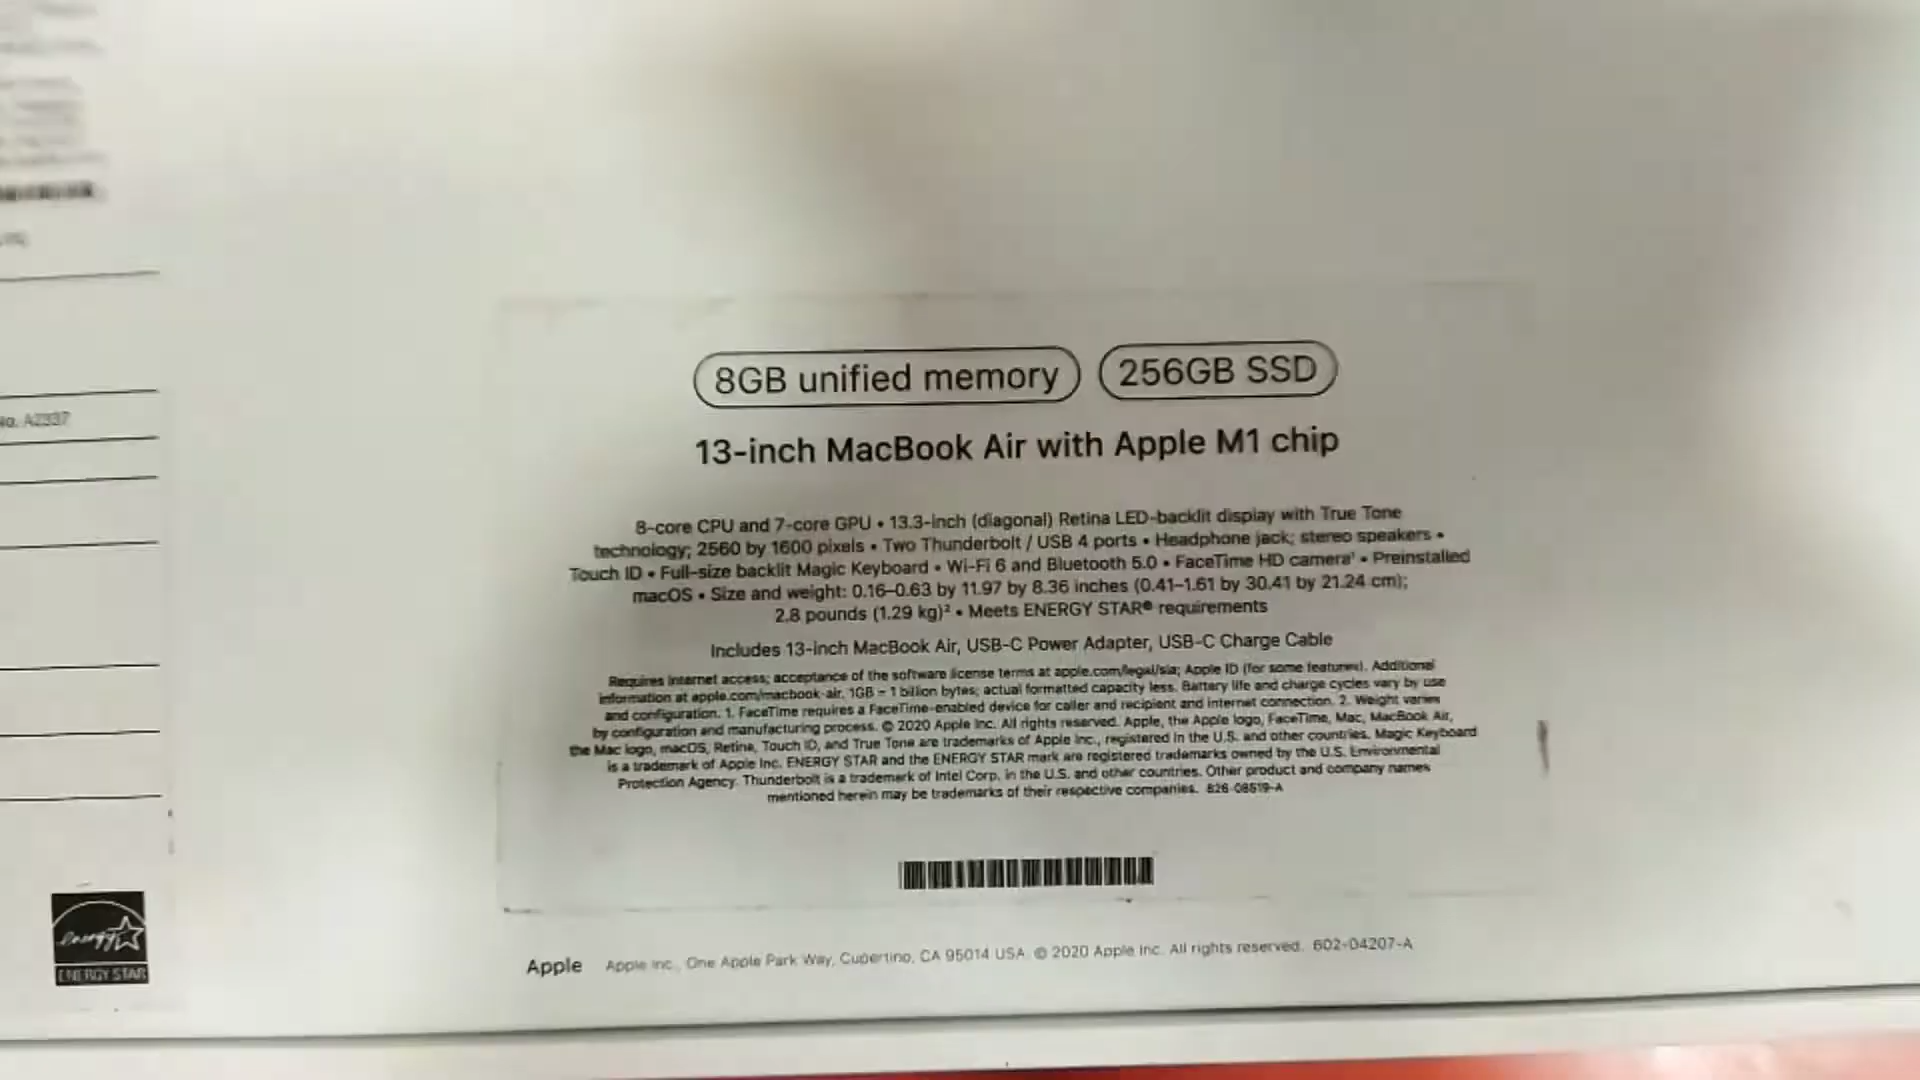 No. A2337
energy
ENERGY STAR
8GB unified memory
256GB SSD
13-inch MacBook Air with Apple M1 chip
8-core CPU and 7-core GPU • 13.3-inch (diagonal) Retina LED-backlit display with True Tone
technology; 2560 by 1600 pixels • Two Thunderbolt / USB 4 ports • Headphone jack; stereo speakers •
Touch ID • Full-size backlit Magic Keyboard • Wi-Fi 6 and Bluetooth 5.0 • FaceTime HD camera¹ • Preinstalled
macOS • Size and weight: 0.16–0.63 by 11.97 by 8.36 inches (0.41–1.61 by 30.41 by 21.24 cm);
2.8 pounds (1.29 kg)² • Meets ENERGY STAR® requirements
Includes 13-inch MacBook Air, USB-C Power Adapter, USB-C Charge Cable
Requires Internet access; acceptance of the software license terms at apple.com/legal/sla; Apple ID (for some features). Additional
information at apple.com/macbook-air. 1GB = 1 billion bytes; actual formatted capacity less. Battery life and charge cycles vary by use
and configuration. 1. FaceTime requires a FaceTime-enabled device for caller and recipient and Internet connection. 2. Weight varies
by configuration and manufacturing process. © 2020 Apple Inc. All rights reserved. Apple, the Apple logo, FaceTime, Mac, MacBook Air,
the Mac logo, macOS, Retina, Touch ID, and True Tone are trademarks of Apple Inc., registered in the U.S. and other countries. Magic Keyboard
is a trademark of Apple Inc. ENERGY STAR and the ENERGY STAR mark are registered trademarks owned by the U.S. Environmental
Protection Agency. Thunderbolt is a trademark of Intel Corp. in the U.S. and other countries. Other product and company names
mentioned herein may be trademarks of their respective companies. 826-08519-A
Apple Apple Inc., One Apple Park Way, Cupertino, CA 95014 USA © 2020 Apple Inc. All rights reserved. 602-04207-A